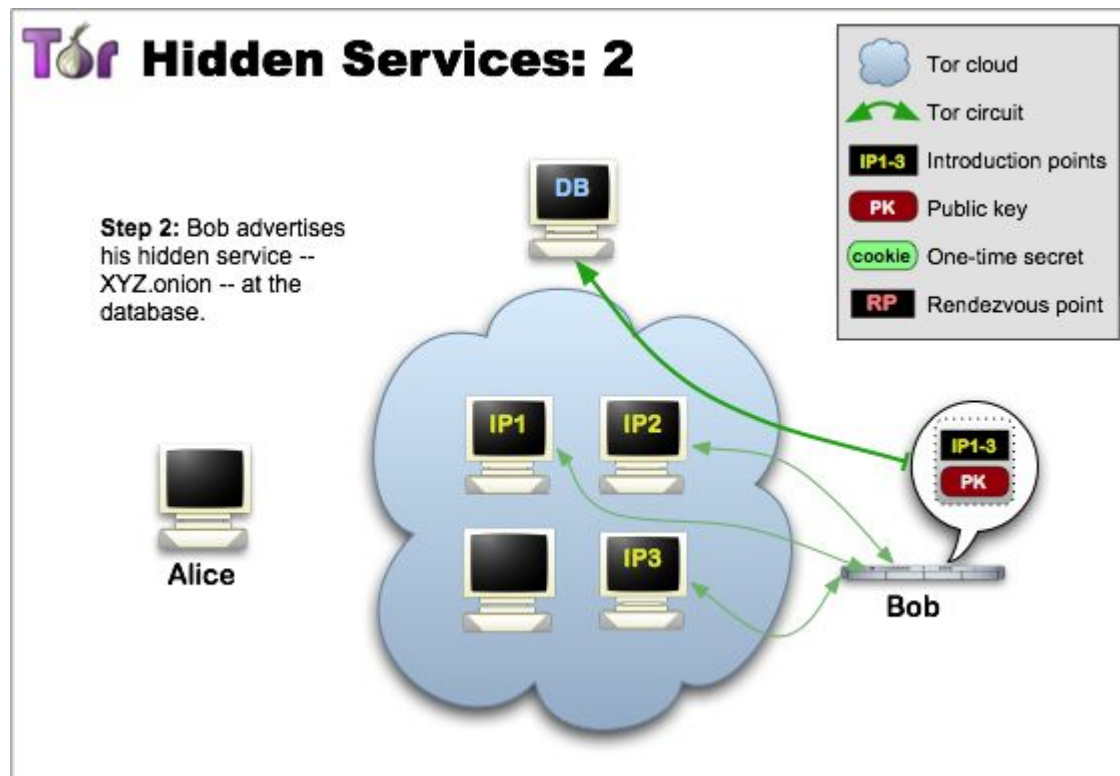 Tor Hidden Services: 2
Tor cloud
Tor circuit
IP1-3 Introduction points
PK Public key
cookie One-time secret
RP Rendezvous point
DB
Step 2: Bob advertises
his hidden service --
XYZ.onion -- at the
database.
IP1 IP2
IP3
IP1-3
PK
Alice
Bob